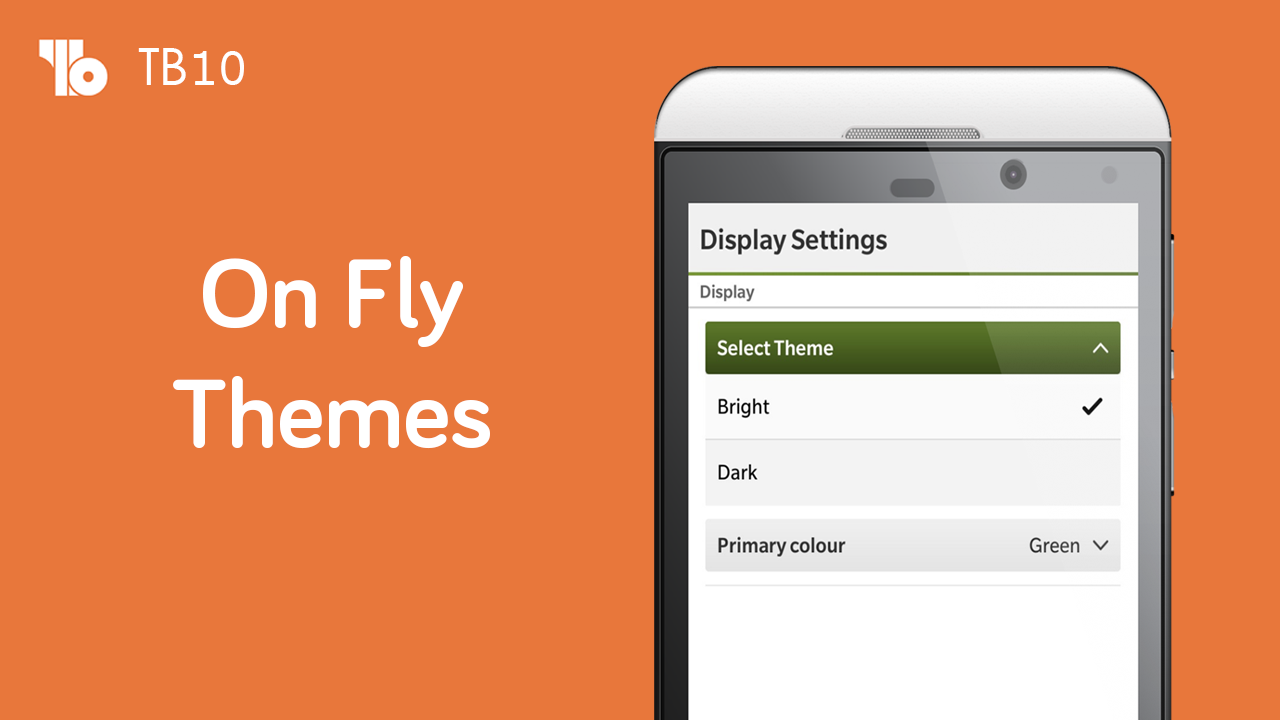 TB10
On Fly
Themes
Display Settings
Display
Select Theme
Bright
Dark
Primary colour Green